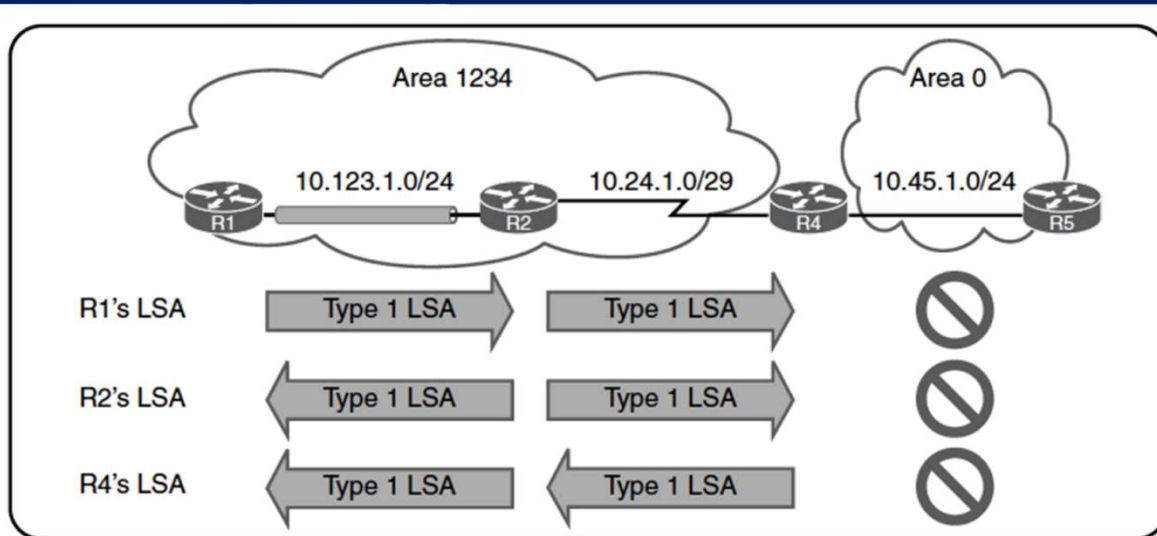 Area 1234 Area 0
10.123.1.0/24 10.24.1.0/29 10.45.1.0/24
R1 R2 R4 R5
R1's LSA Type 1 LSA Type 1 LSA
R2's LSA Type 1 LSA Type 1 LSA
R4's LSA Type 1 LSA Type 1 LSA